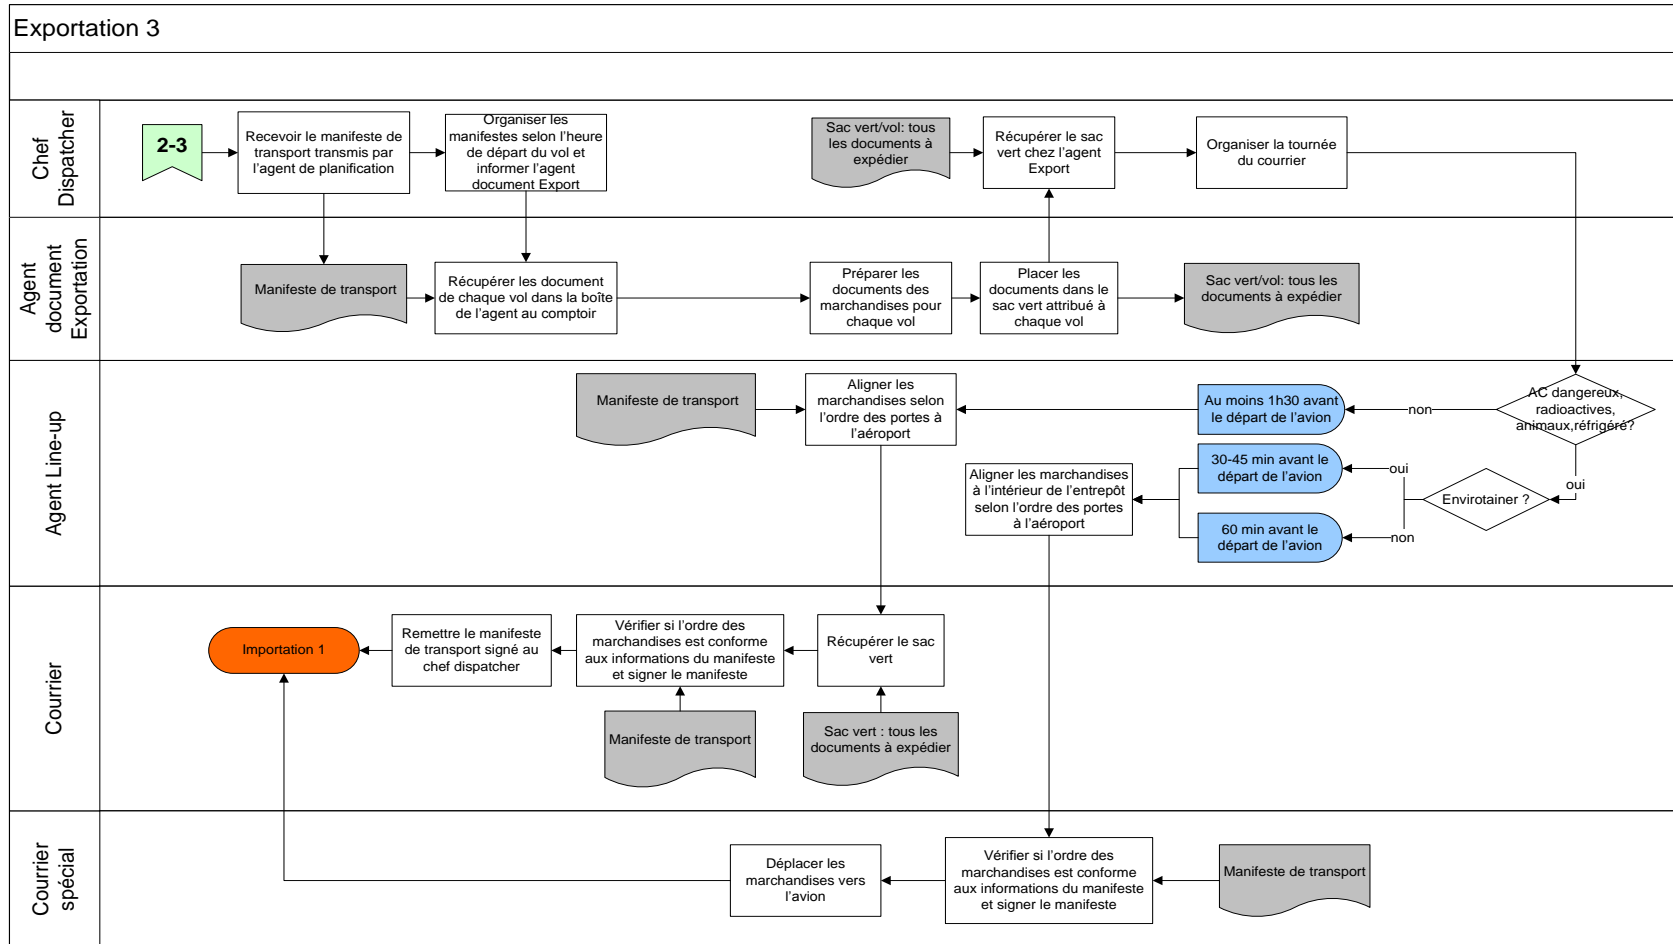 Exportation 3
Chef
Dispatcher
2-3
Recevoir le manifeste de
transport transmis par
l'agent de planification
Organiser les
manifestes selon l'heure
de départ du vol et
informer l'agent
document Export
Sac vert/vol: tous
les documents à
expédier
Récupérer le sac
vert chez l'agent
Export
Organiser la tournée
du courrier
Agent
document
Exportation
Manifeste de transport
Récupérer les document
de chaque vol dans la boîte
de l'agent au comptoir
Préparer les
documents des
marchandises pour
chaque vol
Placer les
documents dans le
sac vert attribué à
chaque vol
Sac vert/vol: tous les
documents à expédier
Agent Line-up
Manifeste de transport
Aligner les
marchandises selon
l'ordre des portes à
l'aéroport
Au moins 1h30 avant
le départ de l'avion
non
AC dangereux,
radioactives,
animaux,réfrigéré?
oui
Aligner les marchandises
à l'intérieur de l'entrepôt
selon l'ordre des portes
à l'aéroport
30-45 min avant le
départ de l'avion
oui
Envirotainer ?
60 min avant le
départ de l'avion
non
Courrier
Importation 1
Remettre le manifeste
de transport signé au
chef dispatcher
Vérifier si l'ordre des
marchandises est conforme
aux informations du manifeste
et signer le manifeste
Récupérer le sac
vert
Manifeste de transport
Sac vert : tous les
documents à expédier
Courrier
spécial
Déplacer les
marchandises vers
l'avion
Vérifier si l'ordre des
marchandises est conforme
aux informations du manifeste
et signer le manifeste
Manifeste de transport